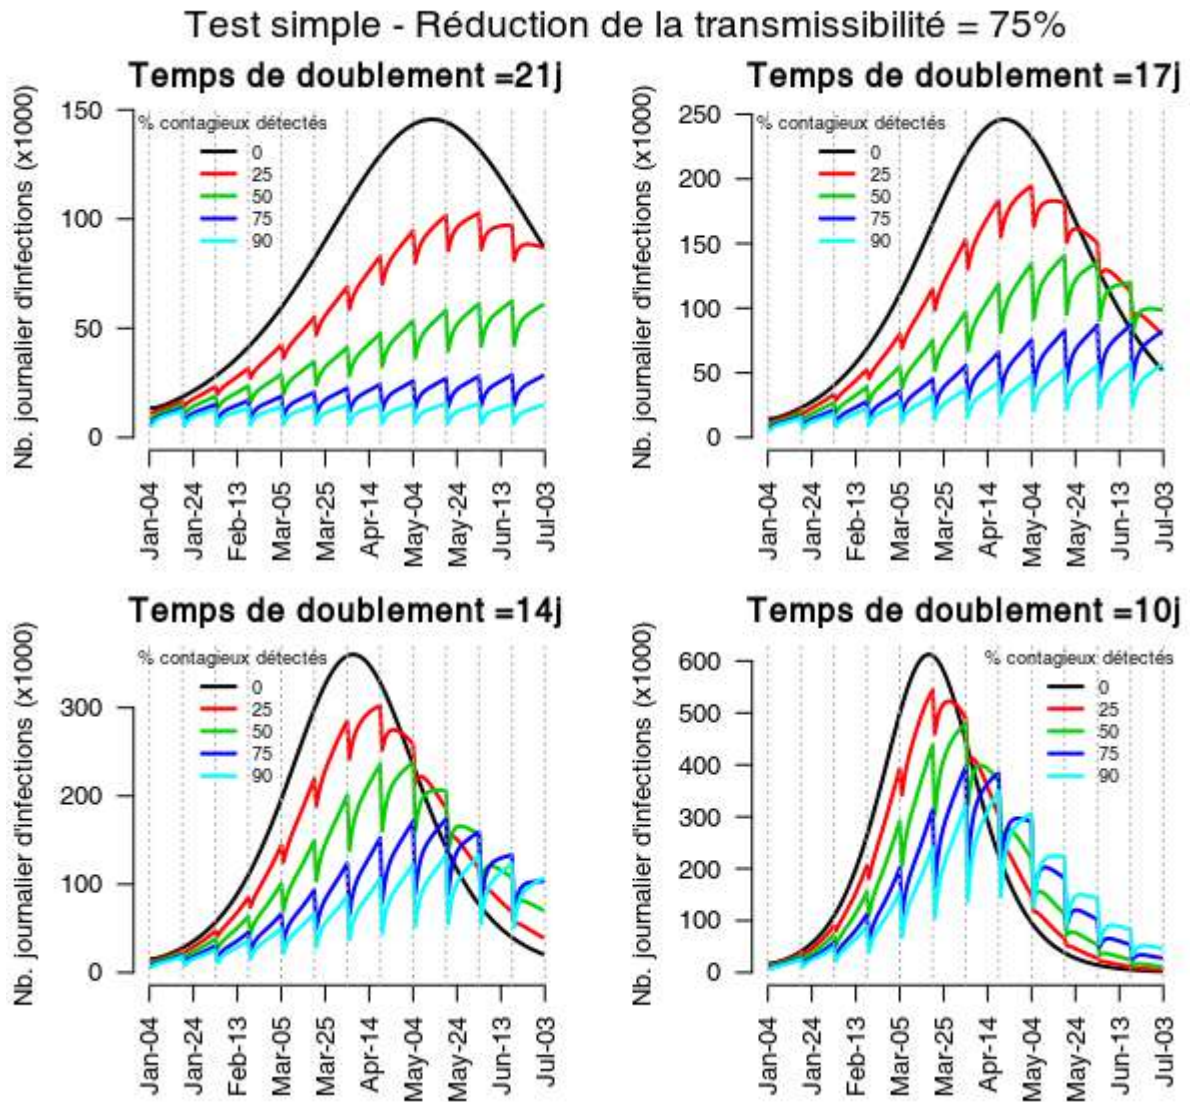 Test simple - Réduction de la transmissibilité = 75%
Temps de doublement =21j
Nb. journalier d'infections (x1000)
150
100
50
0
% contagieux détectés
0
25
50
75
90
Jan-04
Jan-24
Feb-13
Mar-05
Mar-25
Apr-14
May-04
May-24
Jun-13
Jul-03
Temps de doublement =17j
Nb. journalier d'infections (x1000)
250
200
150
100
50
0
% contagieux détectés
0
25
50
75
90
Jan-04
Jan-24
Feb-13
Mar-05
Mar-25
Apr-14
May-04
May-24
Jun-13
Jul-03
Temps de doublement =14j
Nb. journalier d'infections (x1000)
300
200
100
0
% contagieux détectés
0
25
50
75
90
Jan-04
Jan-24
Feb-13
Mar-05
Mar-25
Apr-14
May-04
May-24
Jun-13
Jul-03
Temps de doublement =10j
Nb. journalier d'infections (x1000)
600
500
400
300
200
100
0
% contagieux détectés
0
25
50
75
90
Jan-04
Jan-24
Feb-13
Mar-05
Mar-25
Apr-14
May-04
May-24
Jun-13
Jul-03